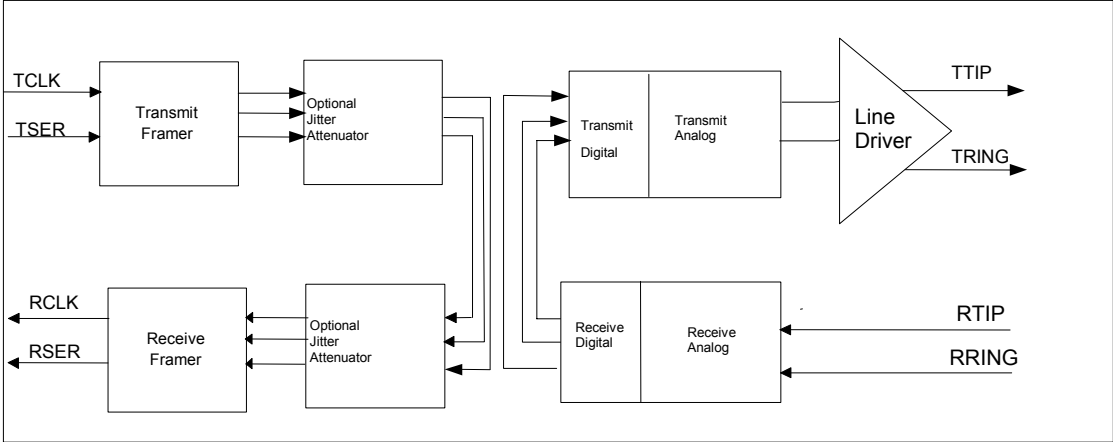 TCLK
TSER
Transmit
Framer
Optional
Jitter
Attenuator
Transmit
Digital
Transmit
Analog
Line
Driver
TTIP
TRING
RCLK
RSER
Receive
Framer
Optional
Jitter
Attenuator
Receive
Digital
Receive
Analog
RTIP
RRING